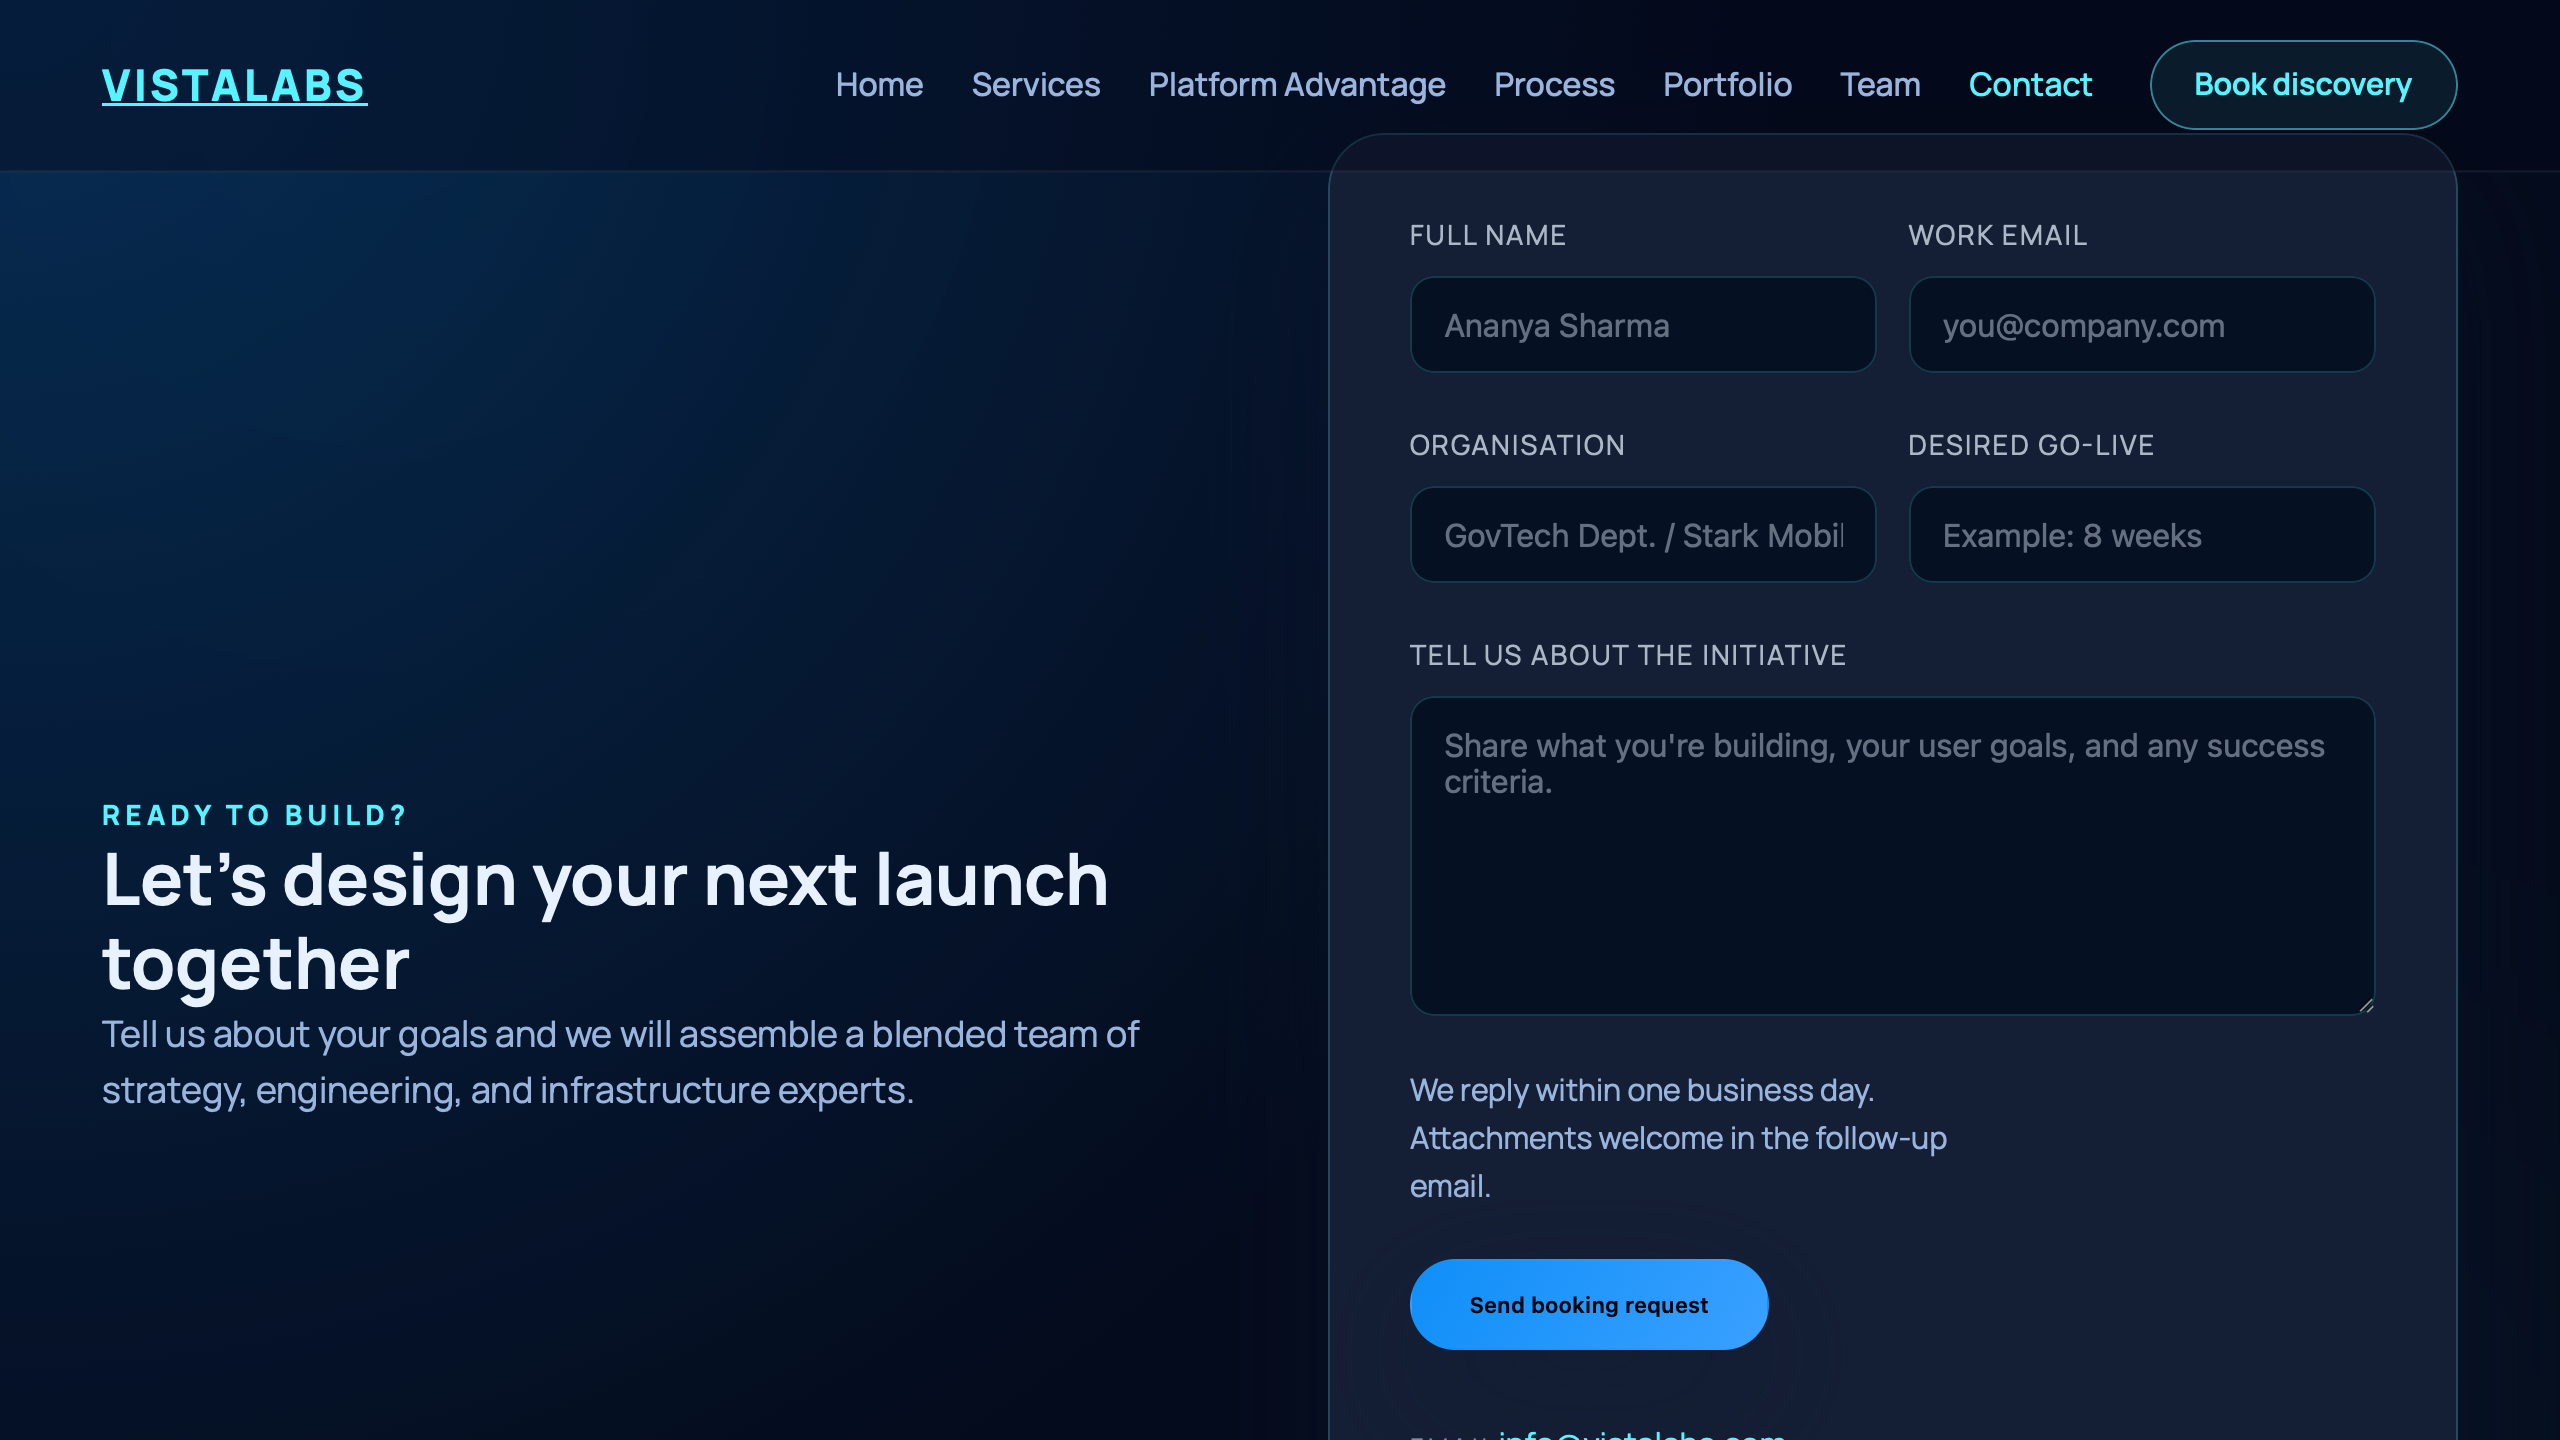 VISTALABS
Home Services Platform Advantage Process Portfolio Team Contact Book discovery
READY TO BUILD?
Let’s design your next launch
together
Tell us about your goals and we will assemble a blended team of
strategy, engineering, and infrastructure experts.
FULL NAME WORK EMAIL
Ananya Sharma you@company.com
ORGANISATION DESIRED GO-LIVE
GovTech Dept. / Stark Mobil Example: 8 weeks
TELL US ABOUT THE INITIATIVE
Share what you're building, your user goals, and any success
criteria.
We reply within one business day.
Attachments welcome in the follow-up
email.
Send booking request
info@vistalabs.com